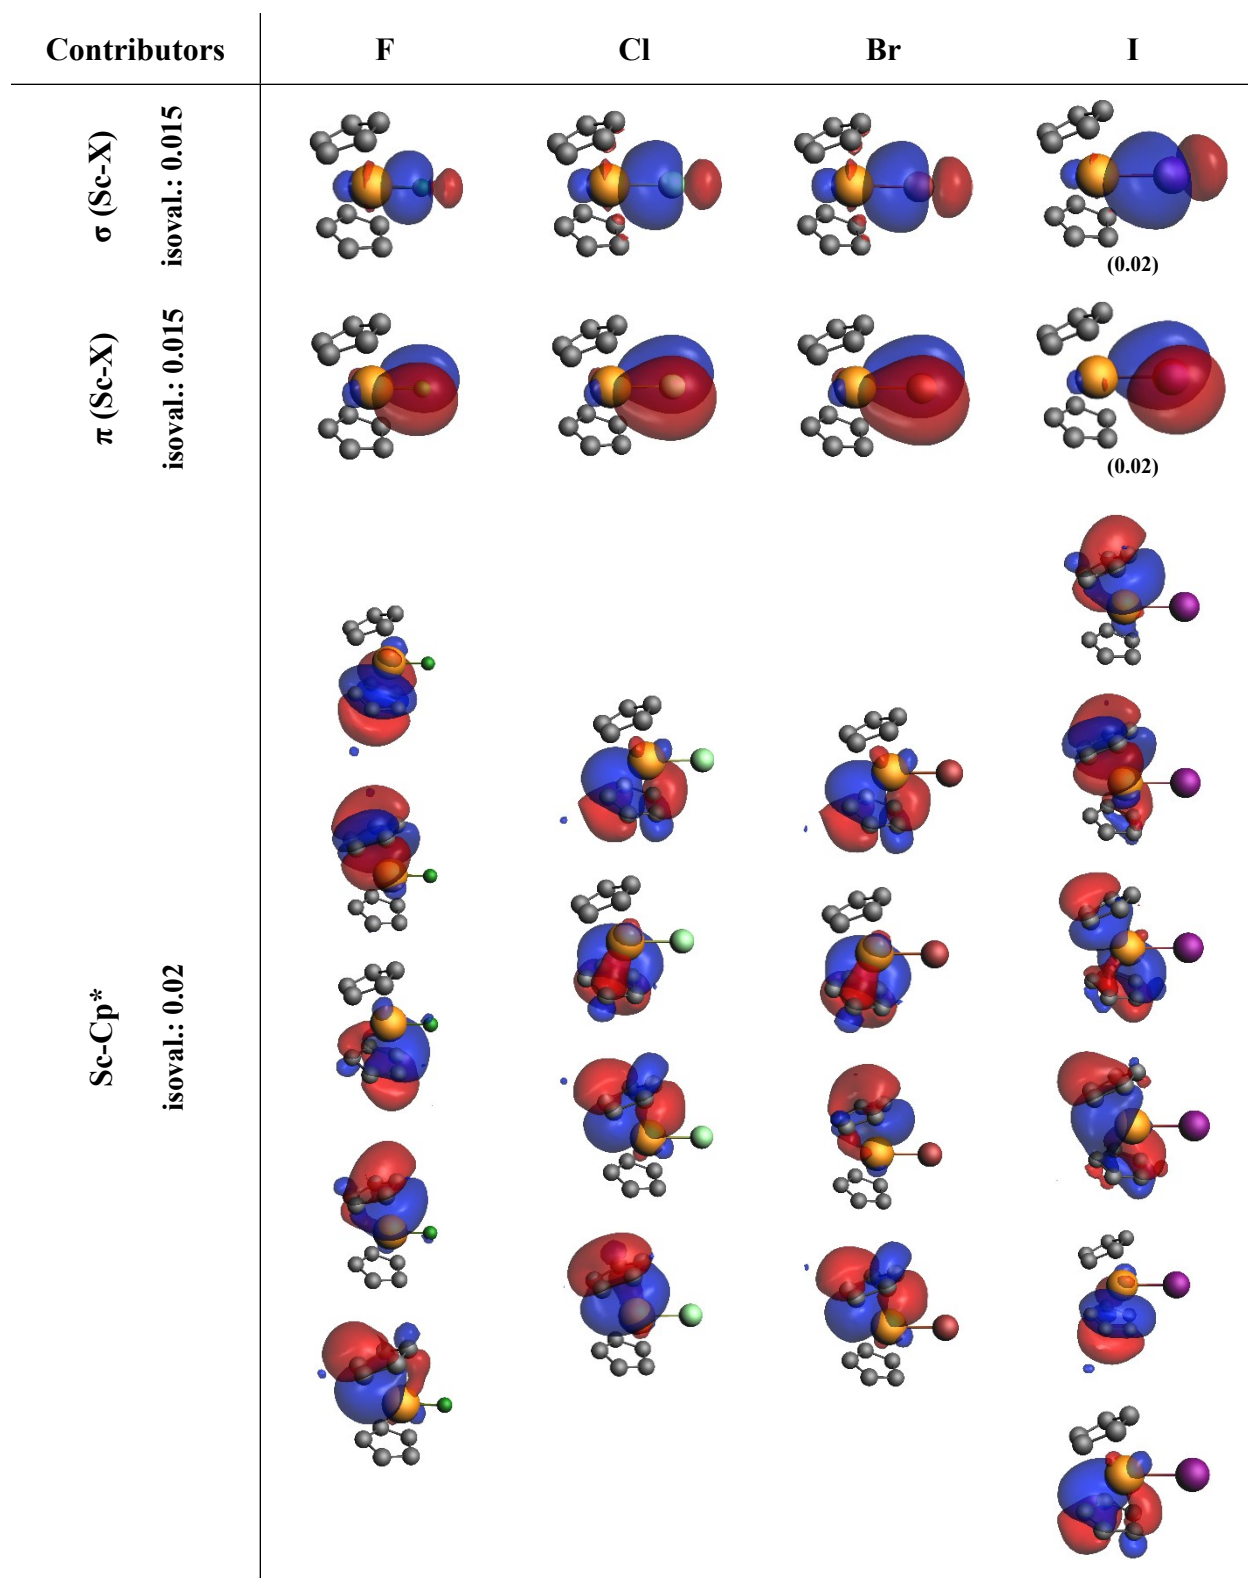 Contributors F Cl Br I
σ (Sc-X)
isoval.: 0.015
(0.02)
π (Sc-X)
isoval.: 0.015
(0.02)
Sc-Cp*
isoval.: 0.02